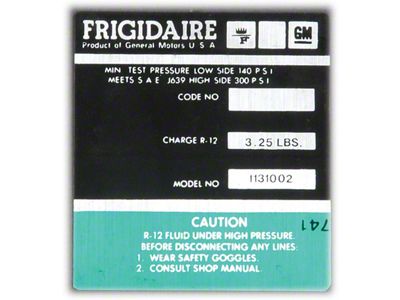 FRIGIDAIRE
Product of General Motors U S A
F
GM
MIN TEST PRESSURE LOW SIDE 140 P S I
MEETS S A E J639 HIGH SIDE 300 P S I
CODE NO
CHARGE R-12 3.25 LBS.
MODEL NO 1131002
741
CAUTION
R-12 FLUID UNDER HIGH PRESSURE
BEFORE DISCONNECTING ANY LINES:
1. WEAR SAFETY GOGGLES.
2. CONSULT SHOP MANUAL.